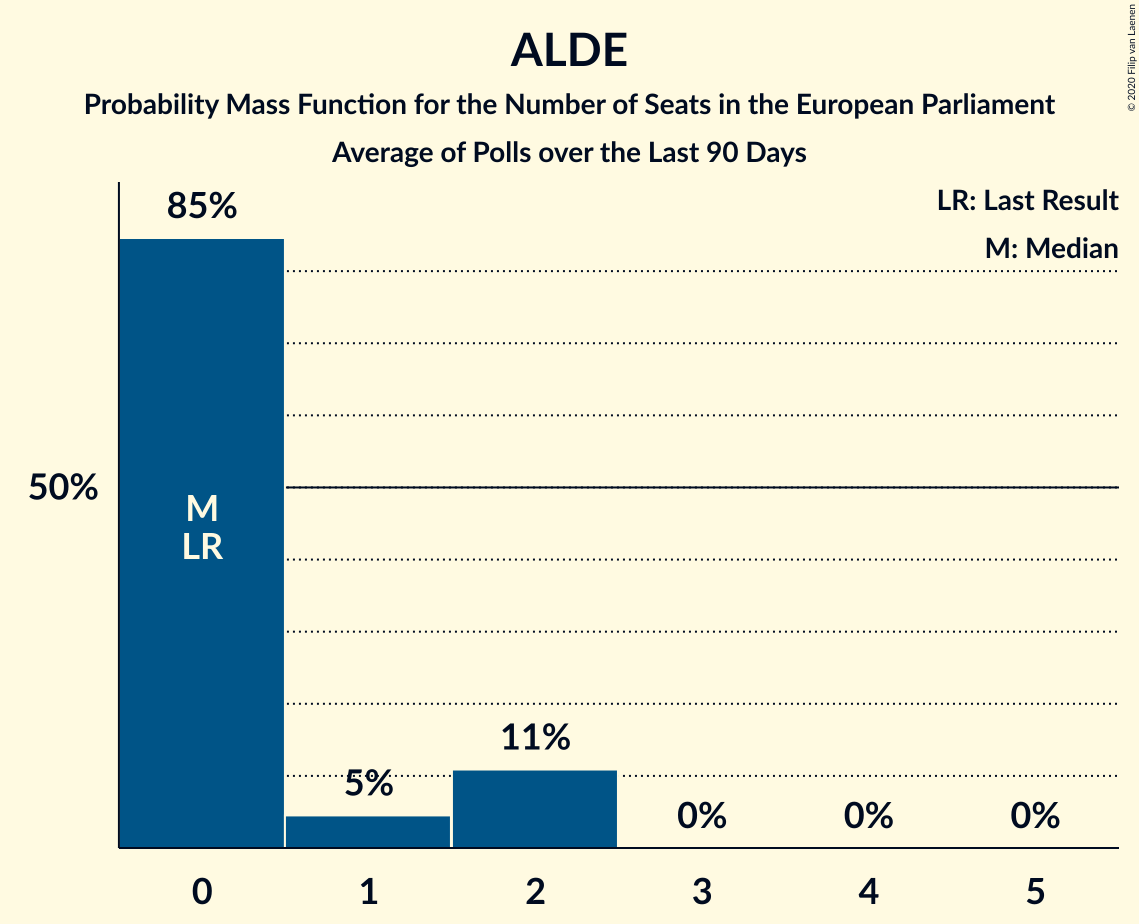 ALDE
Probability Mass Function for the Number of Seats in the European Parliament
Average of Polls over the Last 90 Days
© 2020 Filip van Laenen
LR: Last Result
M: Median
85%
50%
M
LR
5%
11%
0%
0%
0%
0
1
2
3
4
5